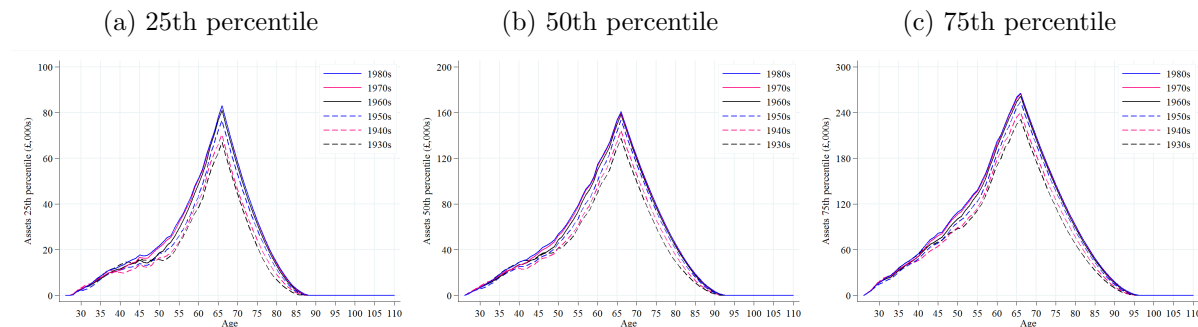 (a) 25th percentile
(b) 50th percentile
(c) 75th percentile
Assets 25th percentile (£,000s)
100
80
60
40
20
0
30 35 40 45 50 55 60 65 70 75 80 85 90 95 100 105 110
Age
1980s
1970s
1960s
1950s
1940s
1930s
Assets 50th percentile (£,000s)
200
160
120
80
40
0
30 35 40 45 50 55 60 65 70 75 80 85 90 95 100 105 110
Age
1980s
1970s
1960s
1950s
1940s
1930s
Assets 75th percentile (£,000s)
300
240
180
120
60
0
30 35 40 45 50 55 60 65 70 75 80 85 90 95 100 105 110
Age
1980s
1970s
1960s
1950s
1940s
1930s